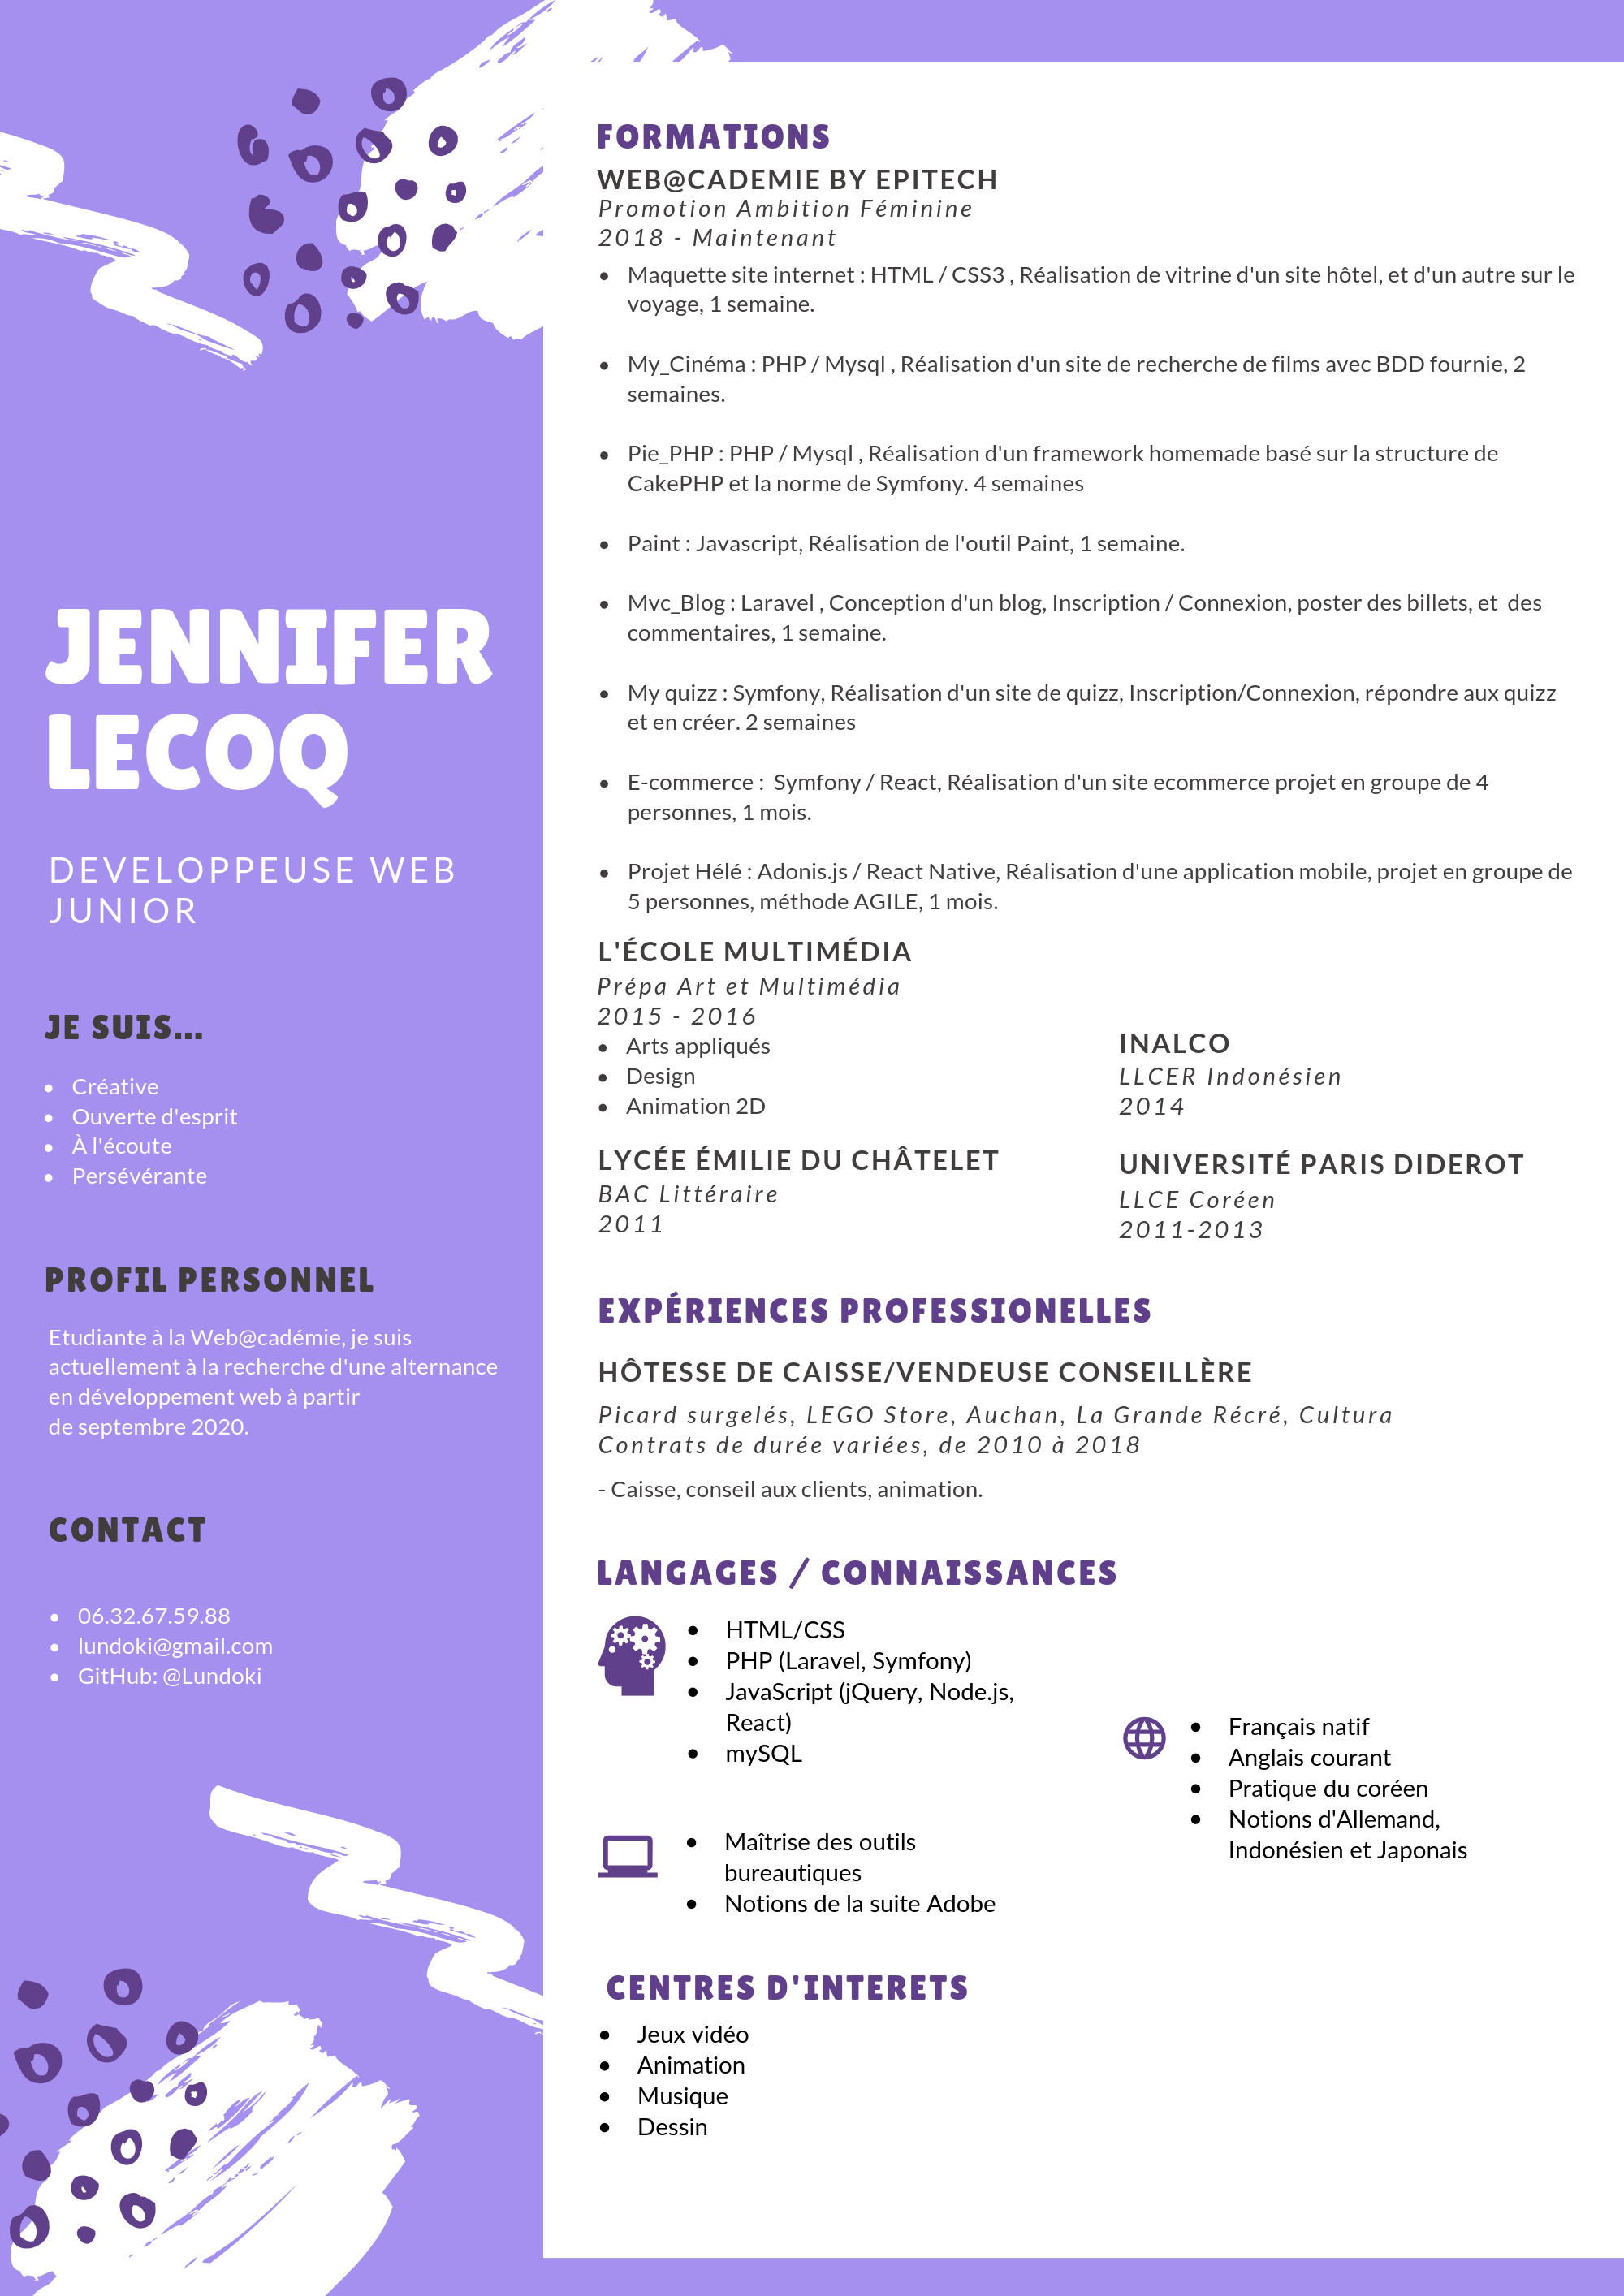 JENNIFER
LECOQ
DEVELOPPEUSE WEB
JUNIOR
JE SUIS...
• Créative
• Ouverte d'esprit
• À l'écoute
• Persévérante
PROFIL PERSONNEL
Etudiante à la Web@cadémie, je suis
actuellement à la recherche d'une alternance
en développement web à partir
de septembre 2020.
CONTACT
• 06.32.67.59.88
• lundoki@gmail.com
• GitHub: @Lundoki
FORMATIONS
WEB@CADEMIE BY EPITECH
Promotion Ambition Féminine
2018 - Maintenant
• Maquette site internet : HTML / CSS3 , Réalisation de vitrine d'un site hôtel, et d'un autre sur le
voyage, 1 semaine.
• My_Cinéma : PHP / Mysql , Réalisation d'un site de recherche de films avec BDD fournie, 2
semaines.
• Pie_PHP : PHP / Mysql , Réalisation d'un framework homemade basé sur la structure de
CakePHP et la norme de Symfony. 4 semaines
• Paint : Javascript, Réalisation de l'outil Paint, 1 semaine.
• Mvc_Blog : Laravel , Conception d'un blog, Inscription / Connexion, poster des billets, et  des
commentaires, 1 semaine.
• My quizz : Symfony, Réalisation d'un site de quizz, Inscription/Connexion, répondre aux quizz
et en créer. 2 semaines
• E-commerce :  Symfony / React, Réalisation d'un site ecommerce projet en groupe de 4
personnes, 1 mois.
• Projet Hélé : Adonis.js / React Native, Réalisation d'une application mobile, projet en groupe de
5 personnes, méthode AGILE, 1 mois.
L'ÉCOLE MULTIMÉDIA
Prépa Art et Multimédia
2015 - 2016
• Arts appliqués
• Design
• Animation 2D
INALCO
LLCER Indonésien
2014
LYCÉE ÉMILIE DU CHÂTELET
BAC Littéraire
2011
UNIVERSITÉ PARIS DIDEROT
LLCE Coréen
2011-2013
EXPÉRIENCES PROFESSIONELLES
HÔTESSE DE CAISSE/VENDEUSE CONSEILLÈRE
Picard surgelés, LEGO Store, Auchan, La Grande Récré, Cultura
Contrats de durée variées, de 2010 à 2018
- Caisse, conseil aux clients, animation.
LANGAGES / CONNAISSANCES
• HTML/CSS
• PHP (Laravel, Symfony)
• JavaScript (jQuery, Node.js,
React)
• mySQL
• Maîtrise des outils
bureautiques
• Notions de la suite Adobe
• Français natif
• Anglais courant
• Pratique du coréen
• Notions d'Allemand,
Indonésien et Japonais
CENTRES D'INTERETS
• Jeux vidéo
• Animation
• Musique
• Dessin